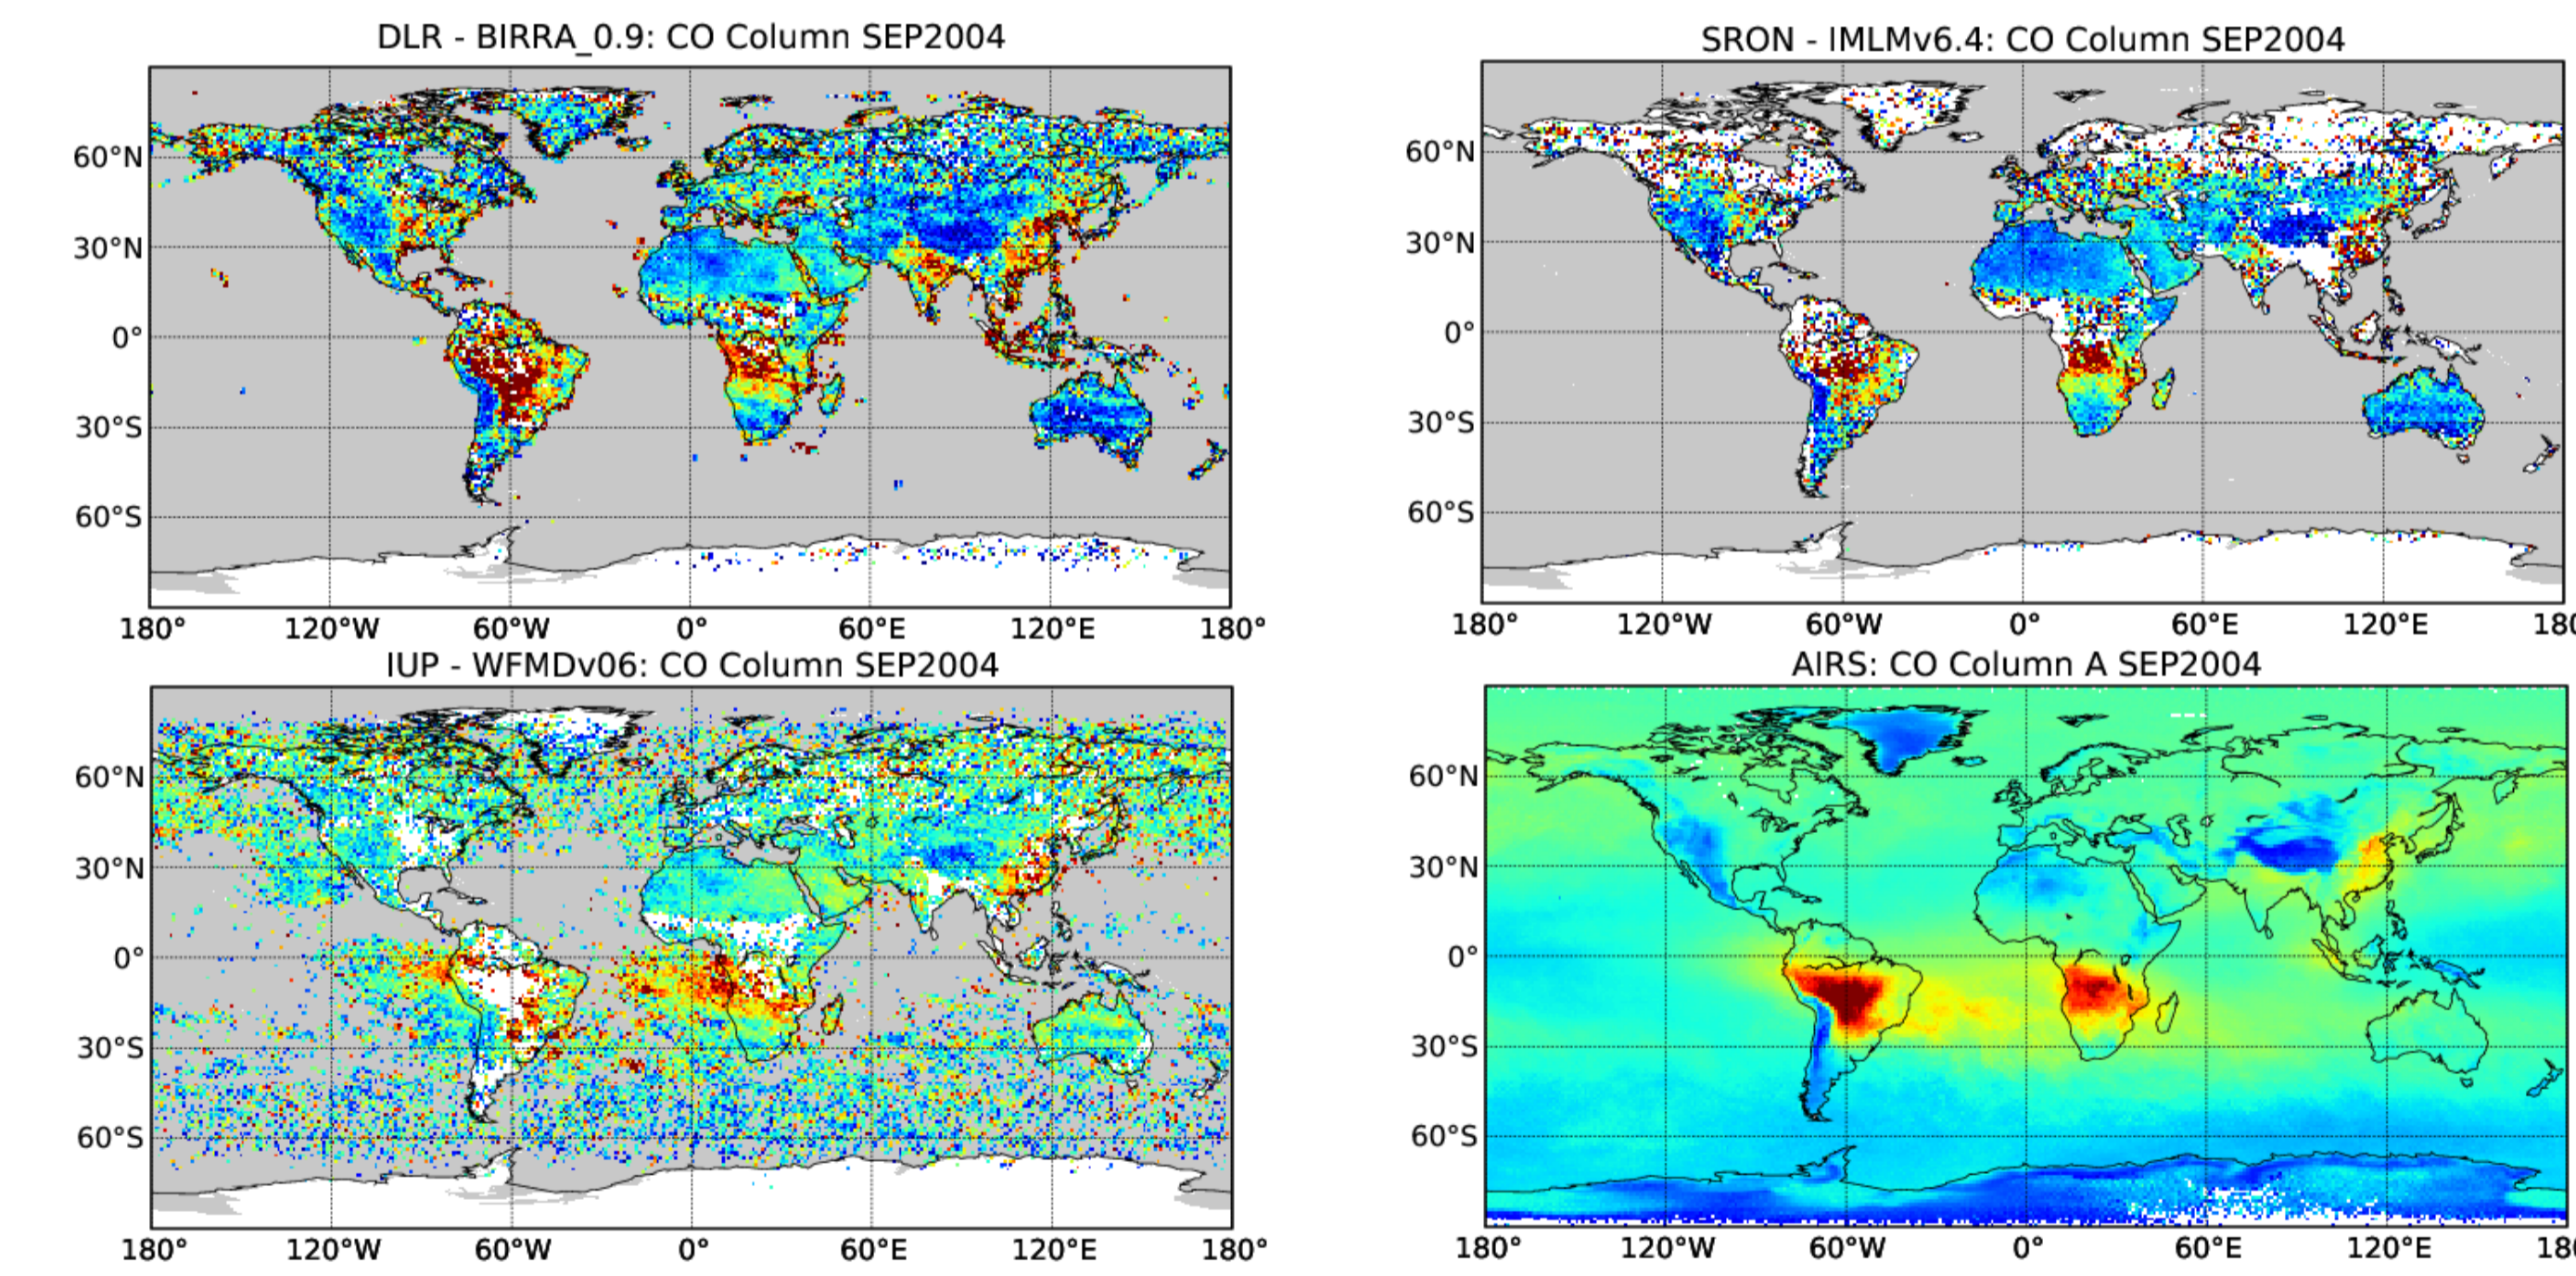 DLR - BIRRA_0.9: CO Column SEP2004
60°N
30°N
0°
30°S
60°S
180° 120°W 60°W 0° 60°E 120°E 180°
SRON - IMLMv6.4: CO Column SEP2004
60°N
30°N
0°
30°S
60°S
180° 120°W 60°W 0° 60°E 120°E 18
IUP - WFMDv06: CO Column SEP2004
60°N
30°N
0°
30°S
60°S
180° 120°W 60°W 0° 60°E 120°E 180°
AIRS: CO Column A SEP2004
60°N
30°N
0°
30°S
60°S
180° 120°W 60°W 0° 60°E 120°E 18